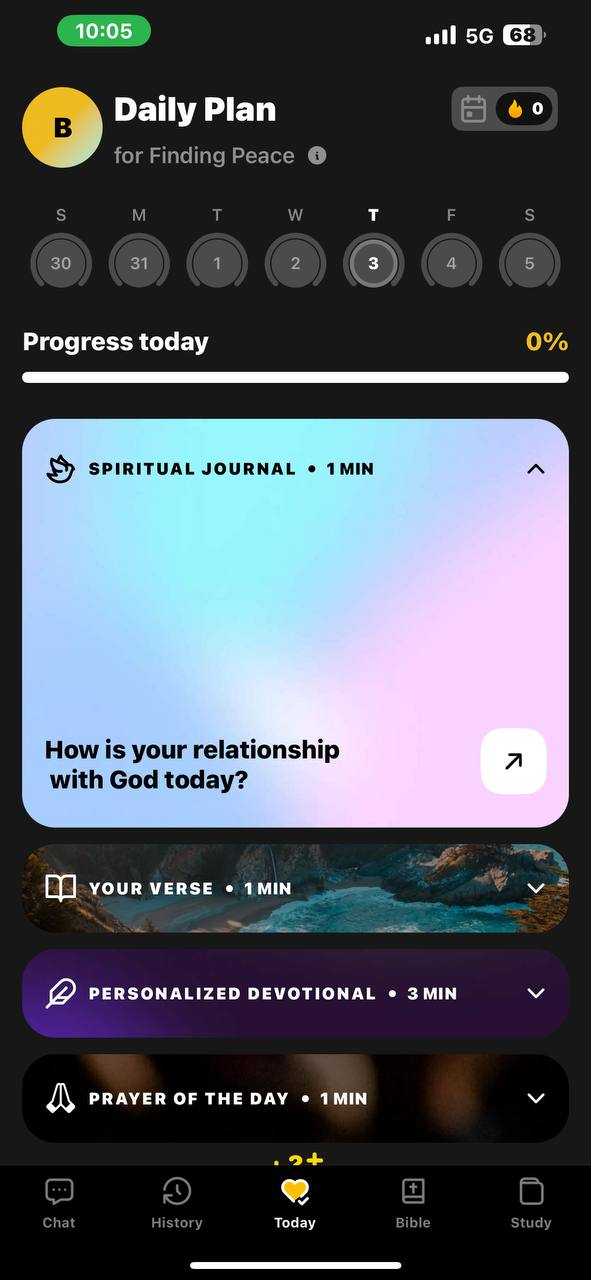 10:05
5G 68
B
Daily Plan
0
for Finding Peace
S M T W T F S
30 31 1 2 3 4 5
Progress today 0%
SPIRITUAL JOURNAL • 1 MIN
How is your relationship
with God today?
YOUR VERSE • 1 MIN
PERSONALIZED DEVOTIONAL • 3 MIN
PRAYER OF THE DAY • 1 MIN
Chat History Today Bible Study